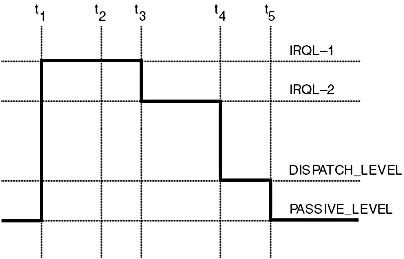 t1 t2 t3 t4 t5
IRQL–1
IRQL–2
DISPATCH_LEVEL
PASSIVE_LEVEL